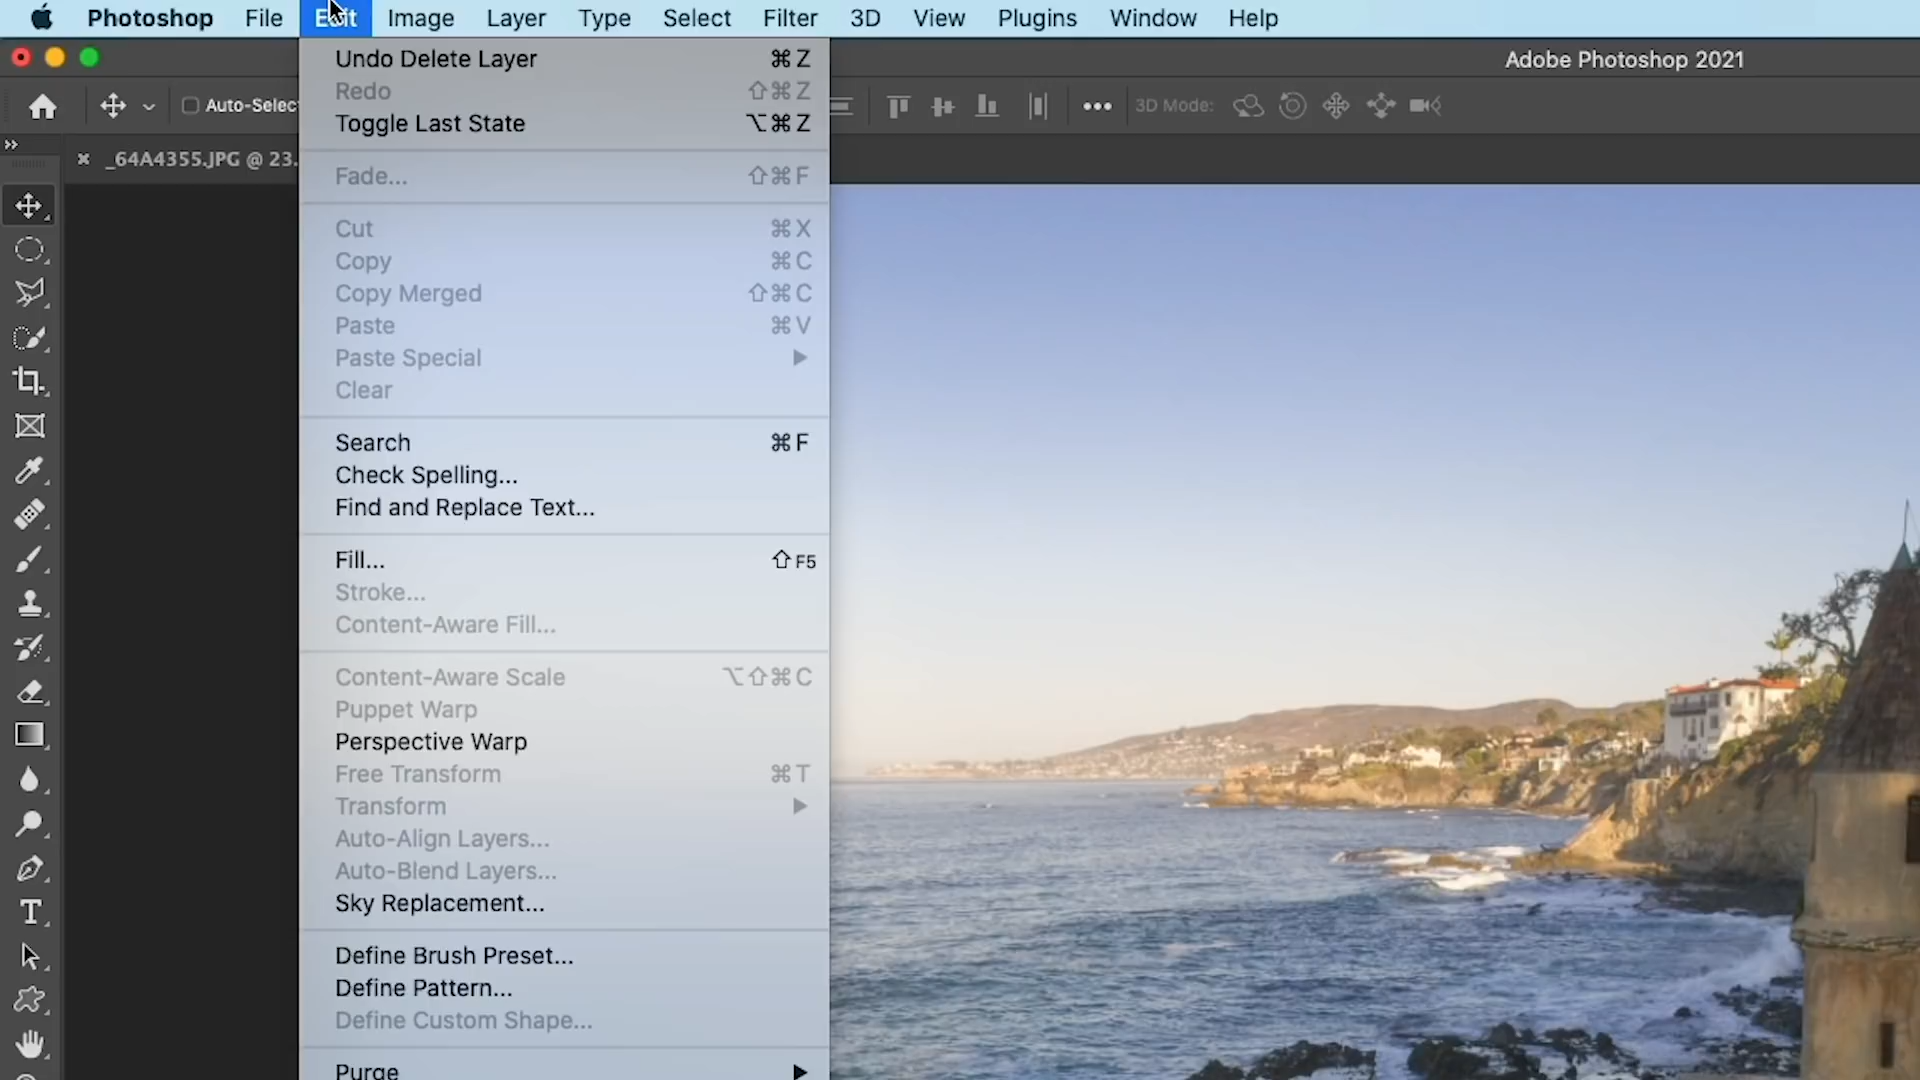 Photoshop File Edit Image Layer Type Select Filter 3D View Plugins Window Help
Adobe Photoshop 2021
3D Mode:
_64A4355.JPG @ 23.
Undo Delete Layer ⌘Z
Redo ⇧⌘Z
Toggle Last State ⌥⌘Z
Fade... ⇧⌘F
Cut ⌘X
Copy ⌘C
Copy Merged ⇧⌘C
Paste ⌘V
Paste Special
Clear
Search ⌘F
Check Spelling...
Find and Replace Text...
Fill... ⇧F5
Stroke...
Content-Aware Fill...
Content-Aware Scale ⌥⇧⌘C
Puppet Warp
Perspective Warp
Free Transform ⌘T
Transform
Auto-Align Layers...
Auto-Blend Layers...
Sky Replacement...
Define Brush Preset...
Define Pattern...
Define Custom Shape...
Purge